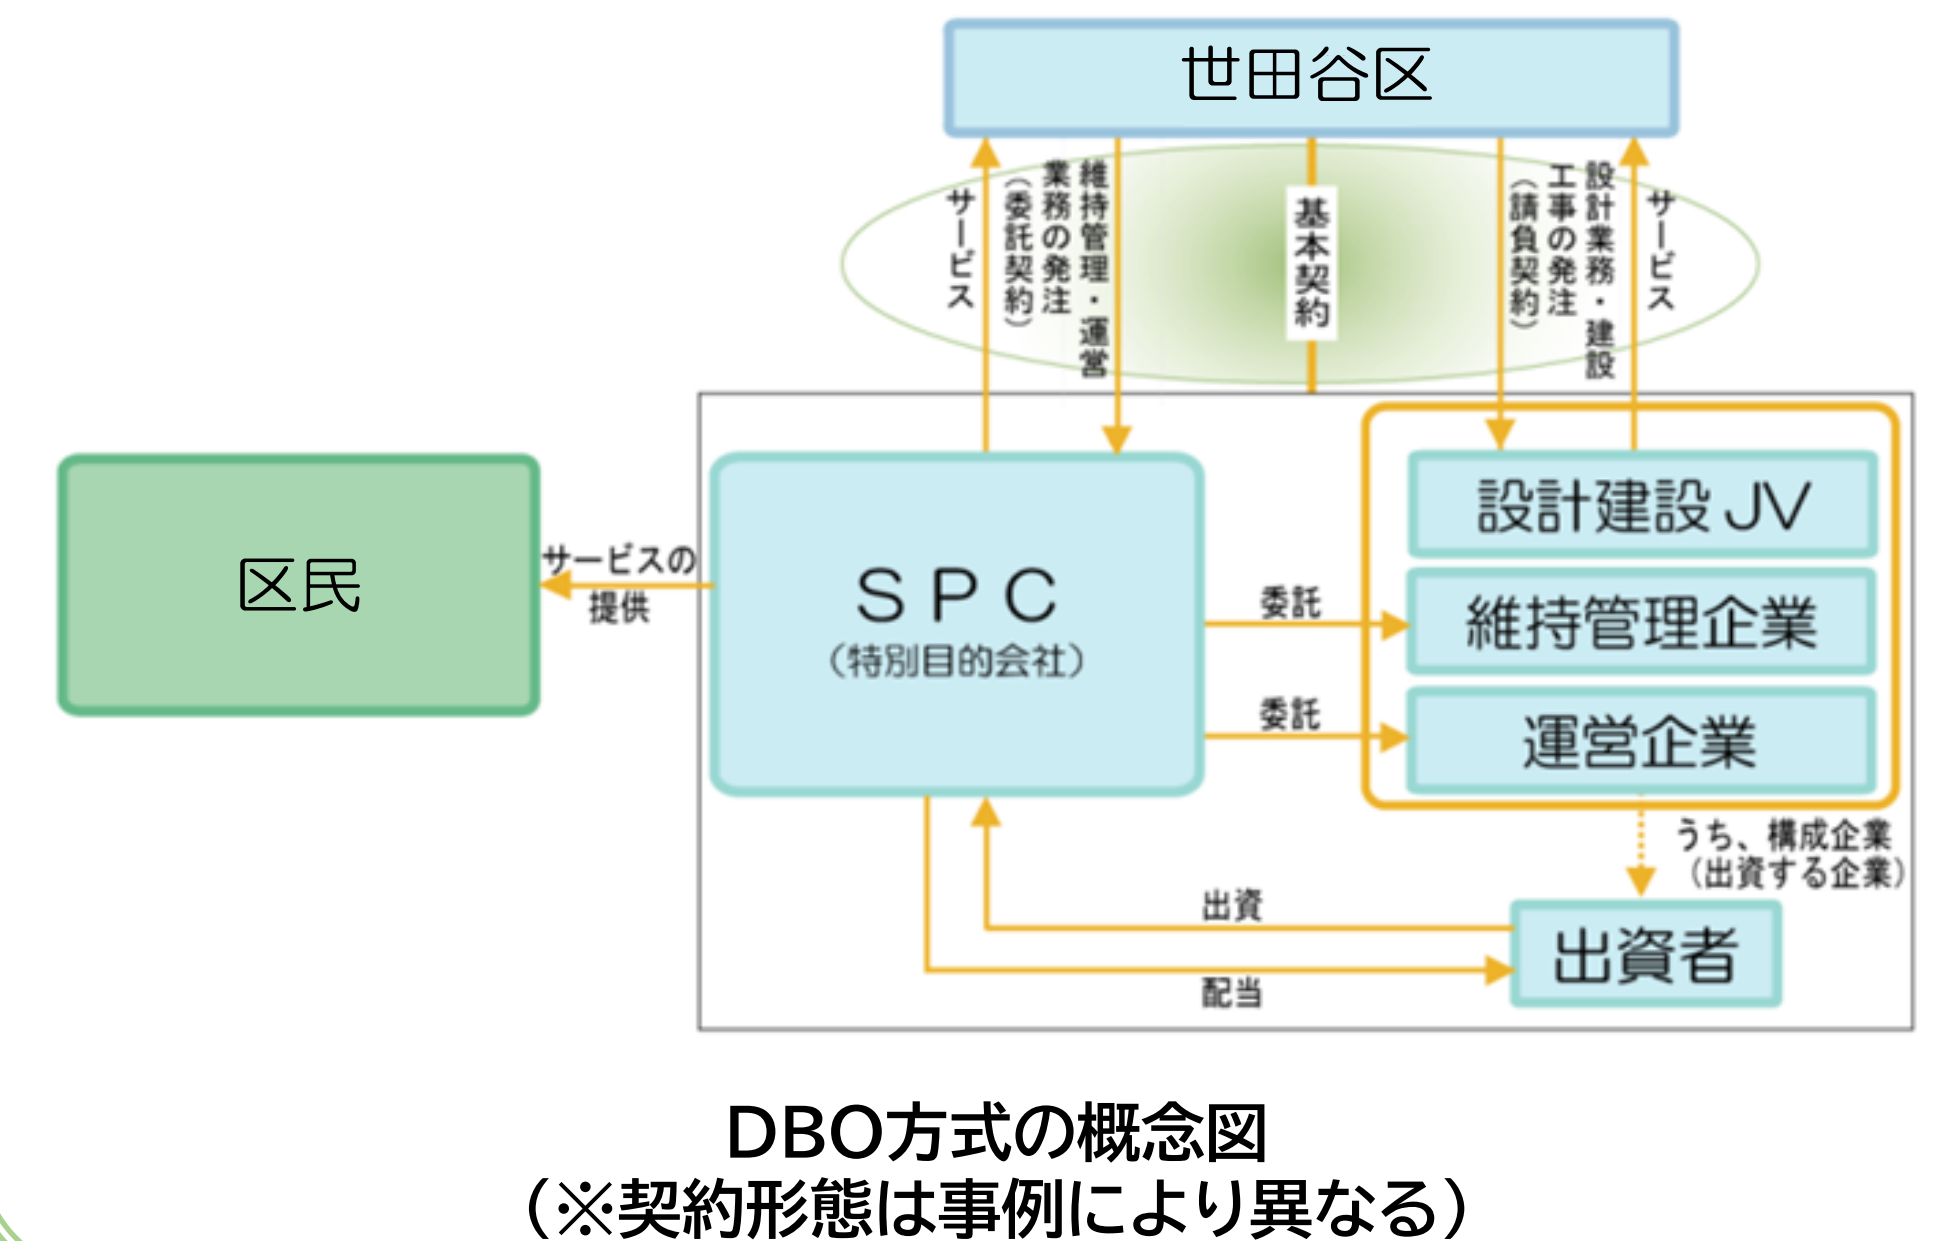 世田谷区
サービス
維持管理・運営
業務の発注
（委託契約）
基本契約
設計業務・建設
工事の発注
（請負契約）
サービス
区民
サービスの
提供
ＳＰＣ
（特別目的会社）
委託
委託
設計建設JV
維持管理企業
運営企業
うち、構成企業
（出資する企業）
出資
配当
出資者
DBO方式の概念図
（※契約形態は事例により異なる）